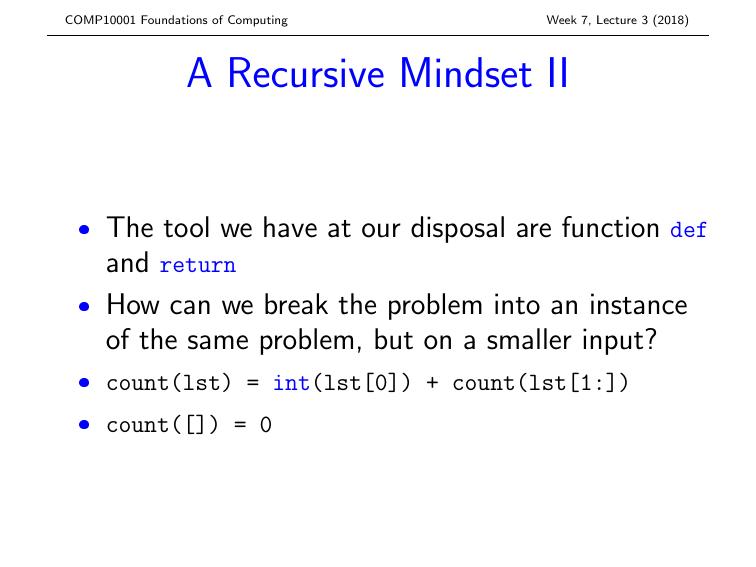 COMP10001 Foundations of Computing Week 7, Lecture 3 (2018)
A Recursive Mindset II
• The tool we have at our disposal are function def
and return
• How can we break the problem into an instance
of the same problem, but on a smaller input?
• count(lst) = int(lst[0]) + count(lst[1:])
• count([]) = 0